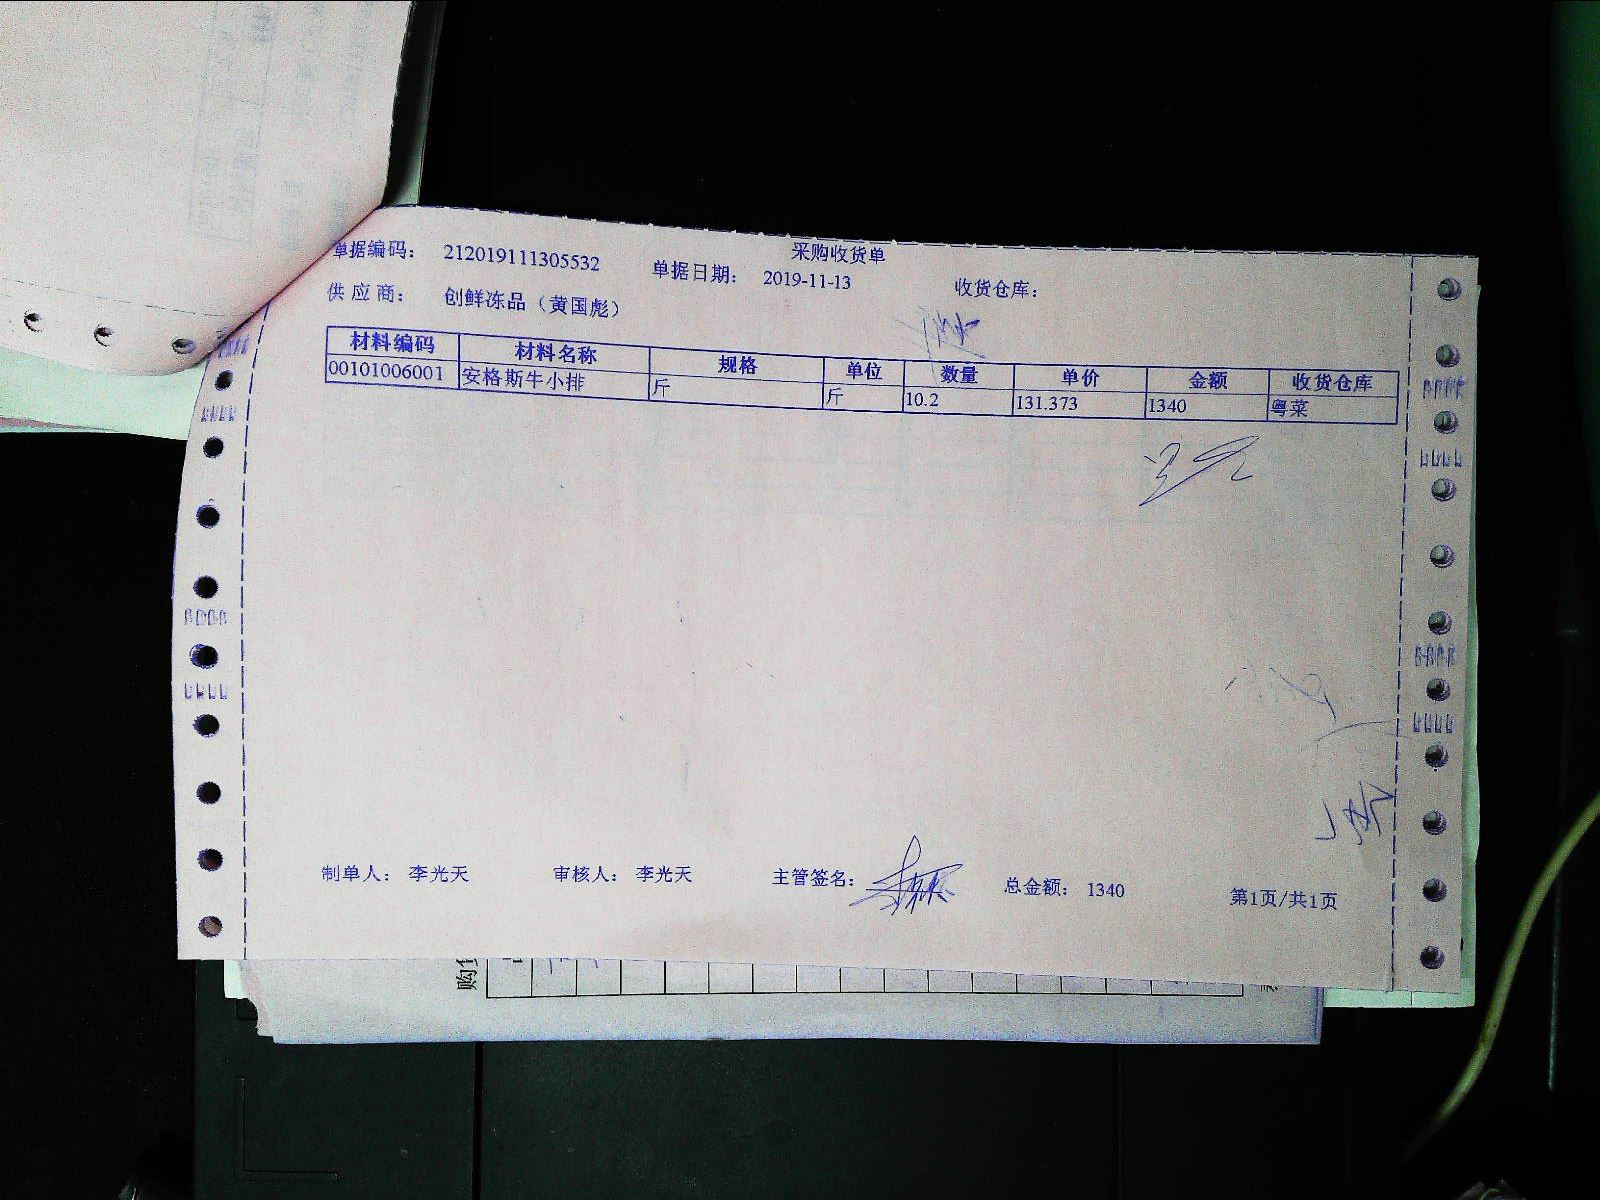 采购收货单
单据编码： 212019111305532 单据日期： 2019-11-13 收货仓库：
供应商： 创鲜冻品（黄国彪）
材料编码 材料名称 规格 单位 数量 单价 金额 收货仓库
00101006001 安格斯牛小排 斤 斤 10.2 131.373 1340 粤菜
制单人： 李光天 审核人： 李光天 主管签名： 总金额： 1340 第1页/共1页